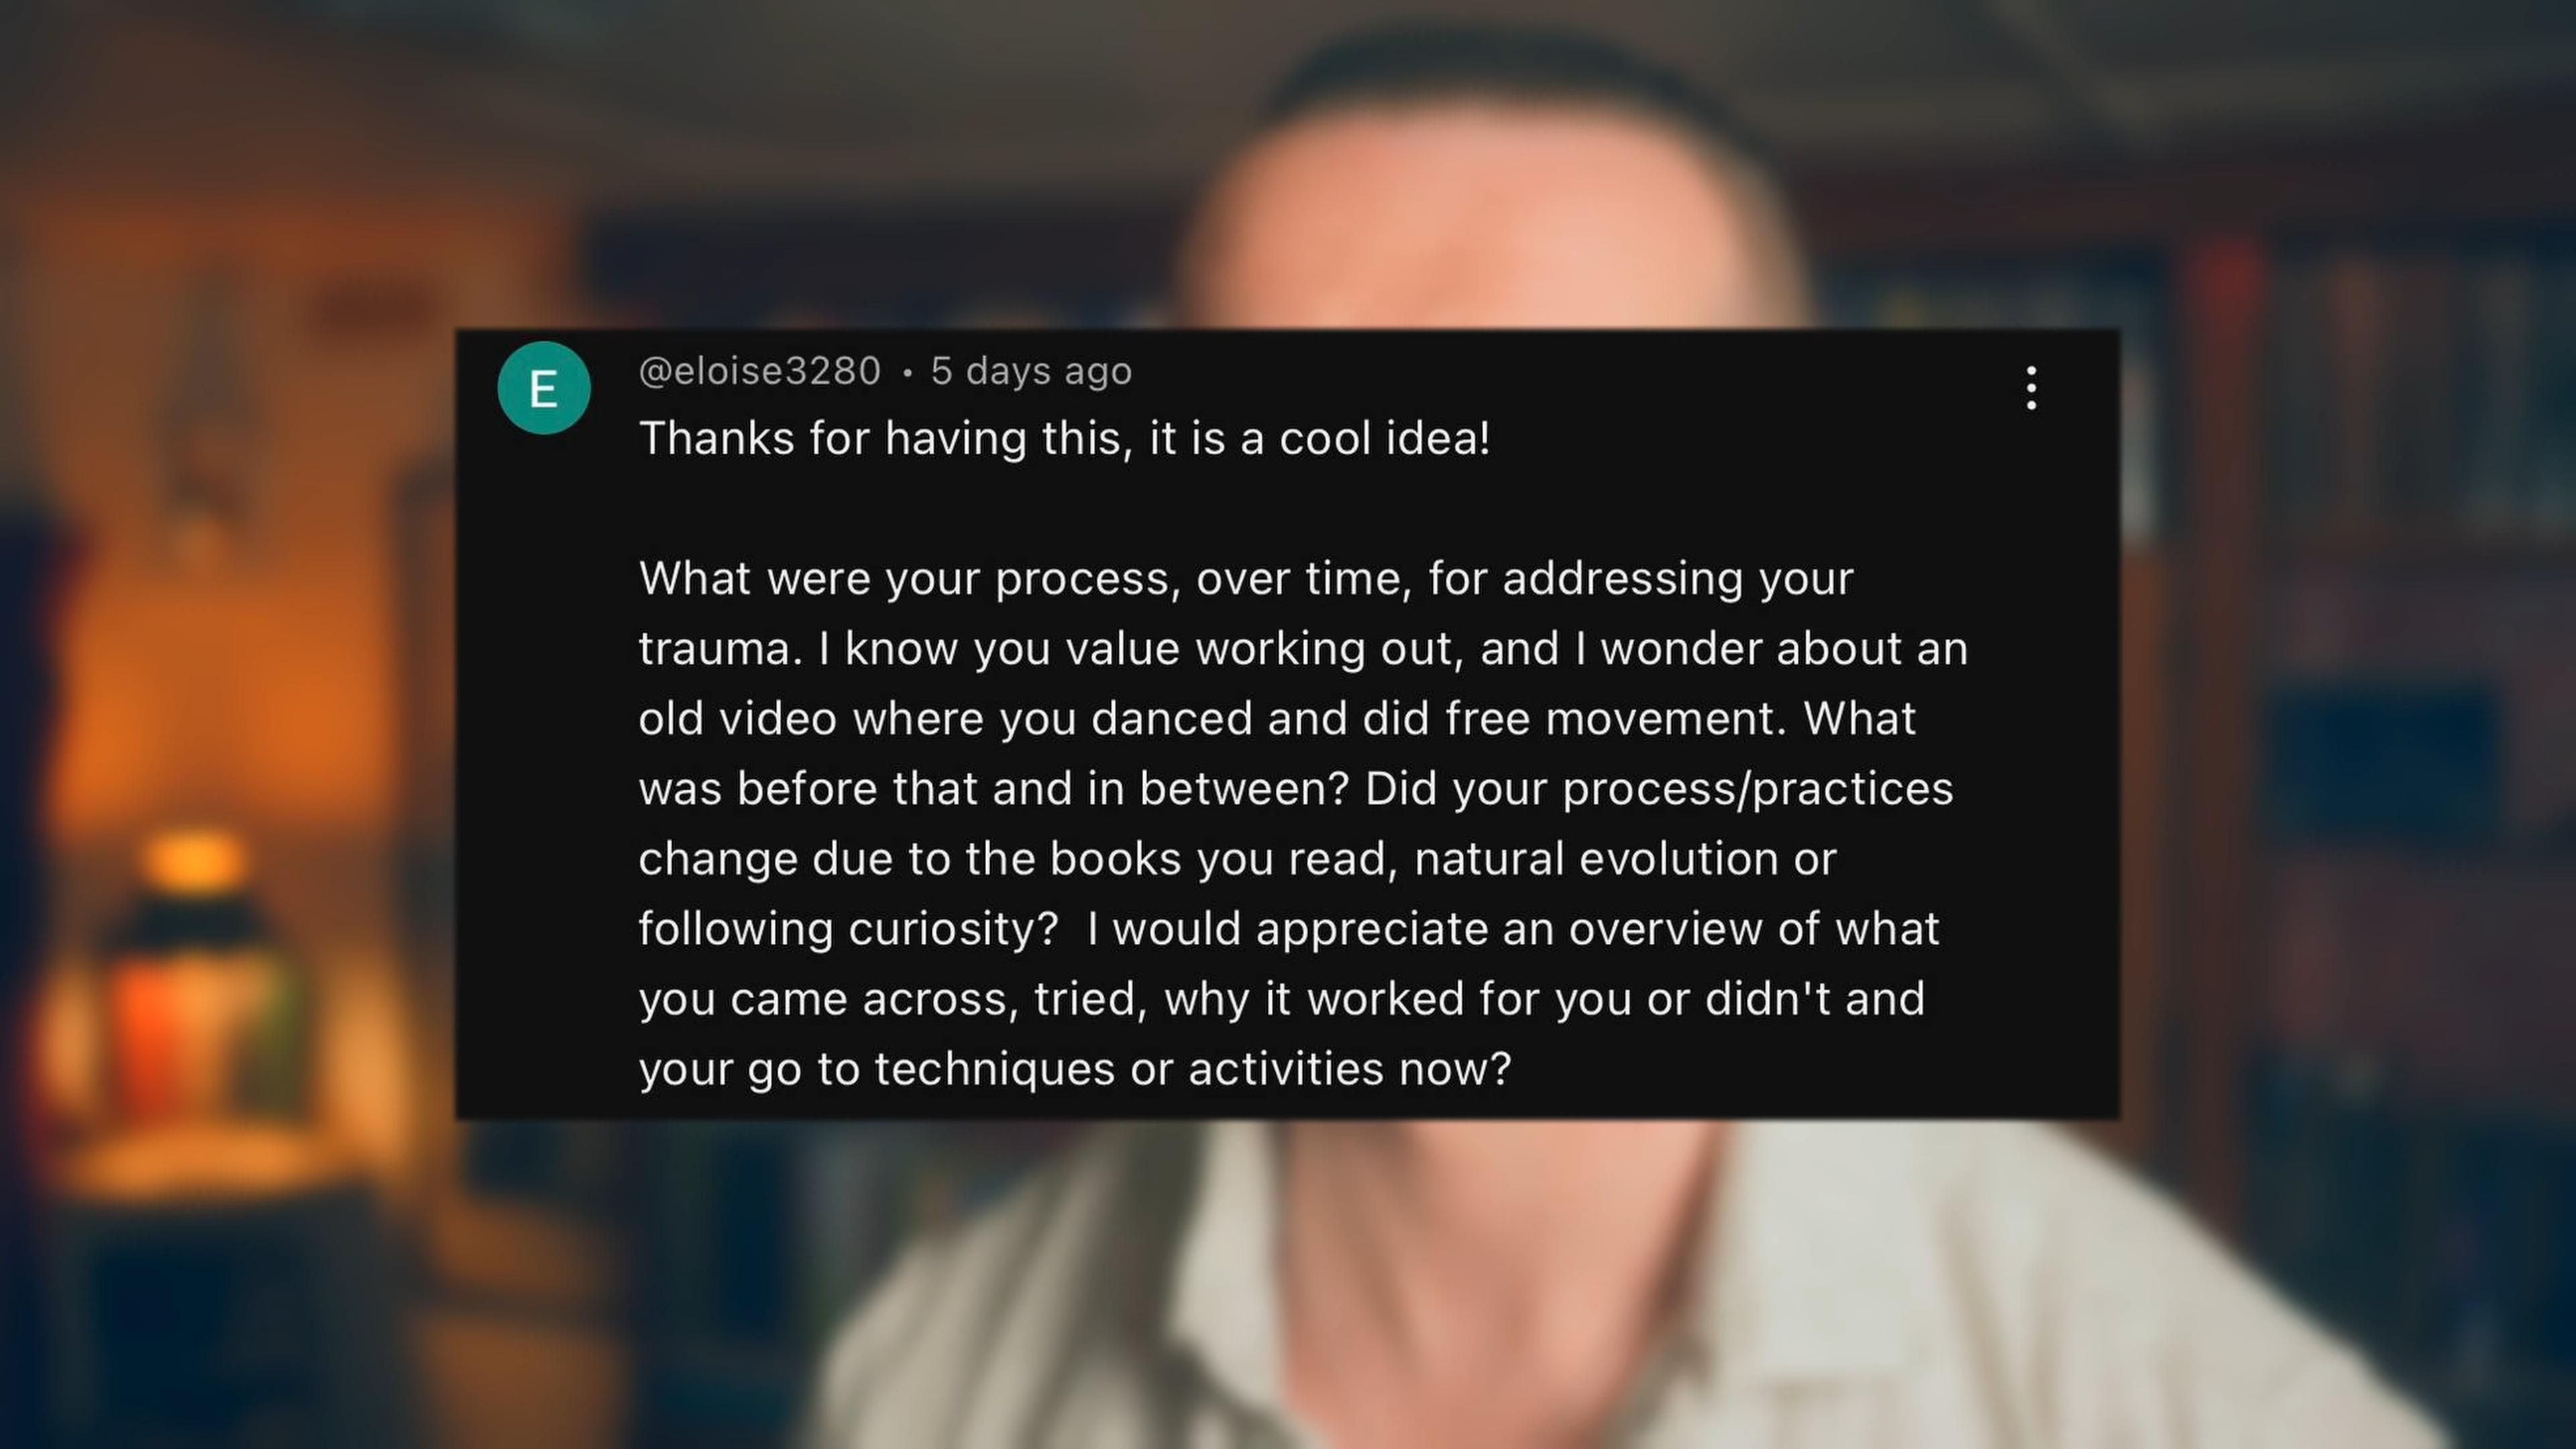 E
@eloise3280 • 5 days ago
Thanks for having this, it is a cool idea!
What were your process, over time, for addressing your
trauma. I know you value working out, and I wonder about an
old video where you danced and did free movement. What
was before that and in between? Did your process/practices
change due to the books you read, natural evolution or
following curiosity?  I would appreciate an overview of what
you came across, tried, why it worked for you or didn't and
your go to techniques or activities now?